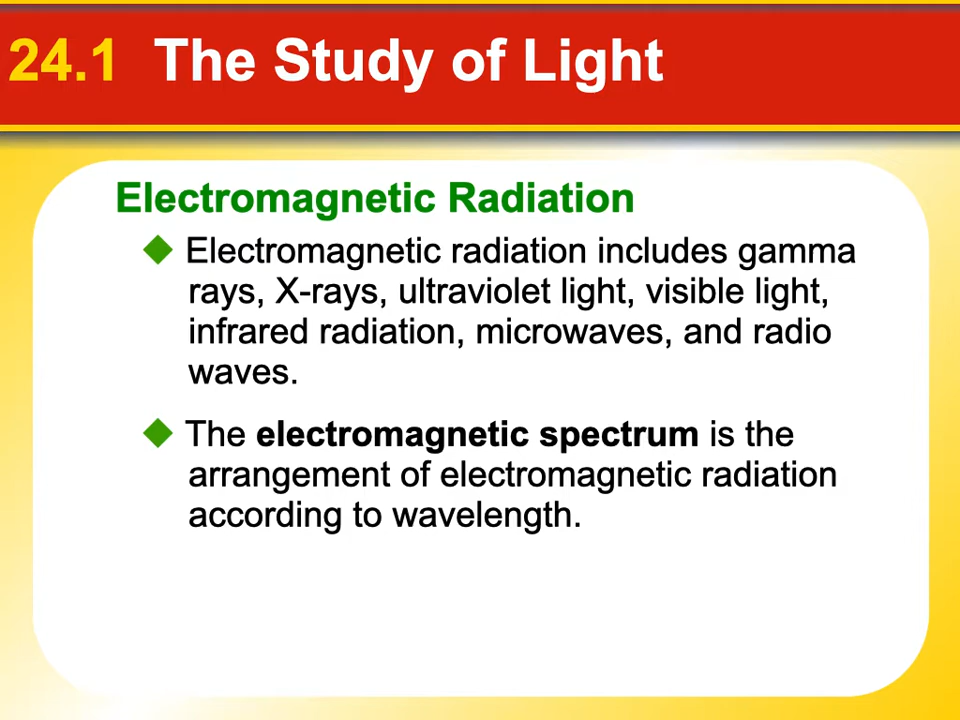 24.1 The Study of Light
Electromagnetic Radiation
Electromagnetic radiation includes gamma
rays, X-rays, ultraviolet light, visible light,
infrared radiation, microwaves, and radio
waves.
The electromagnetic spectrum is the
arrangement of electromagnetic radiation
according to wavelength.